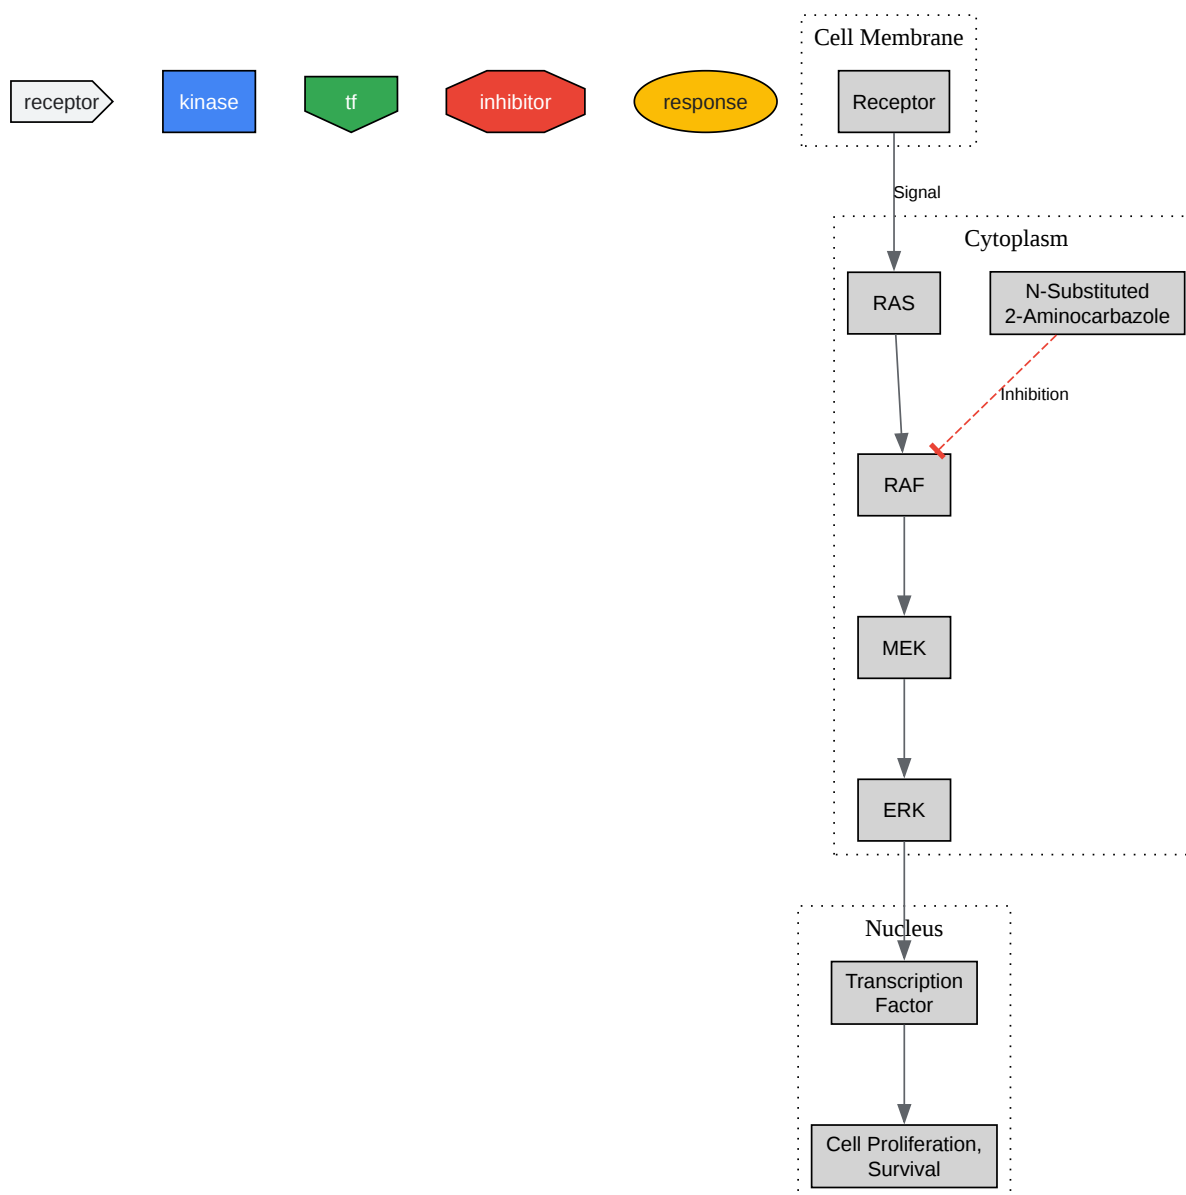 Cell Membrane
receptor
kinase
tf
inhibitor
response
Receptor
Signal
Cytoplasm
RAS
N-Substituted
2-Aminocarbazole
Inhibition
RAF
MEK
ERK
Nucleus
Transcription
Factor
Cell Proliferation,
Survival